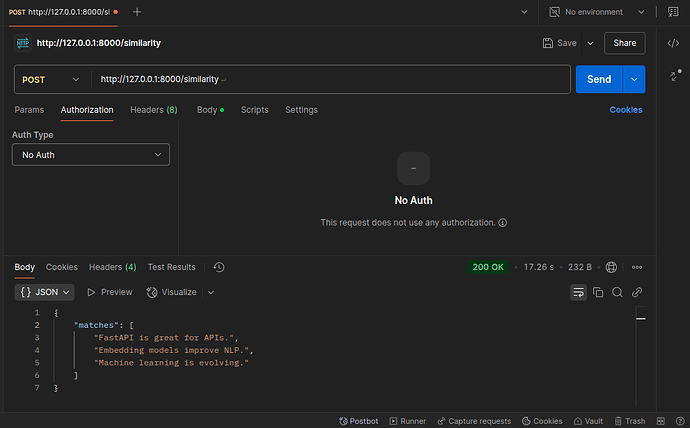 POST http://127.0.0.1:8000/si
No environment
HTTP http://127.0.0.1:8000/similarity
Save
Share
POST
http://127.0.0.1:8000/similarity
Send
Params
Authorization
Headers (8)
Body
Scripts
Settings
Cookies
Auth Type
No Auth
No Auth
This request does not use any authorization.
Body
Cookies
Headers (4)
Test Results
200 OK
17.26 s
232 B
{} JSON
Preview
Visualize
1 {
2 "matches": [
3 "FastAPI is great for APIs.",
4 "Embedding models improve NLP.",
5 "Machine learning is evolving."
6 ]
7 }
Postbot
Runner
Capture requests
Cookies
Vault
Trash